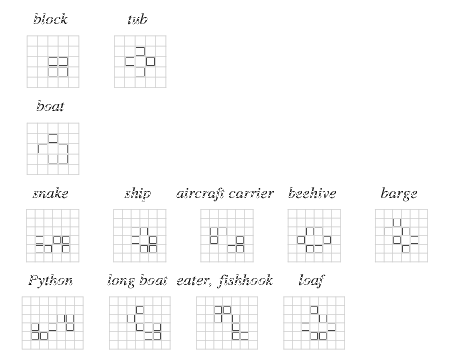 block tub
boat
snake ship aircraft carrier beehive barge
Python long boat eater, fishhook loaf